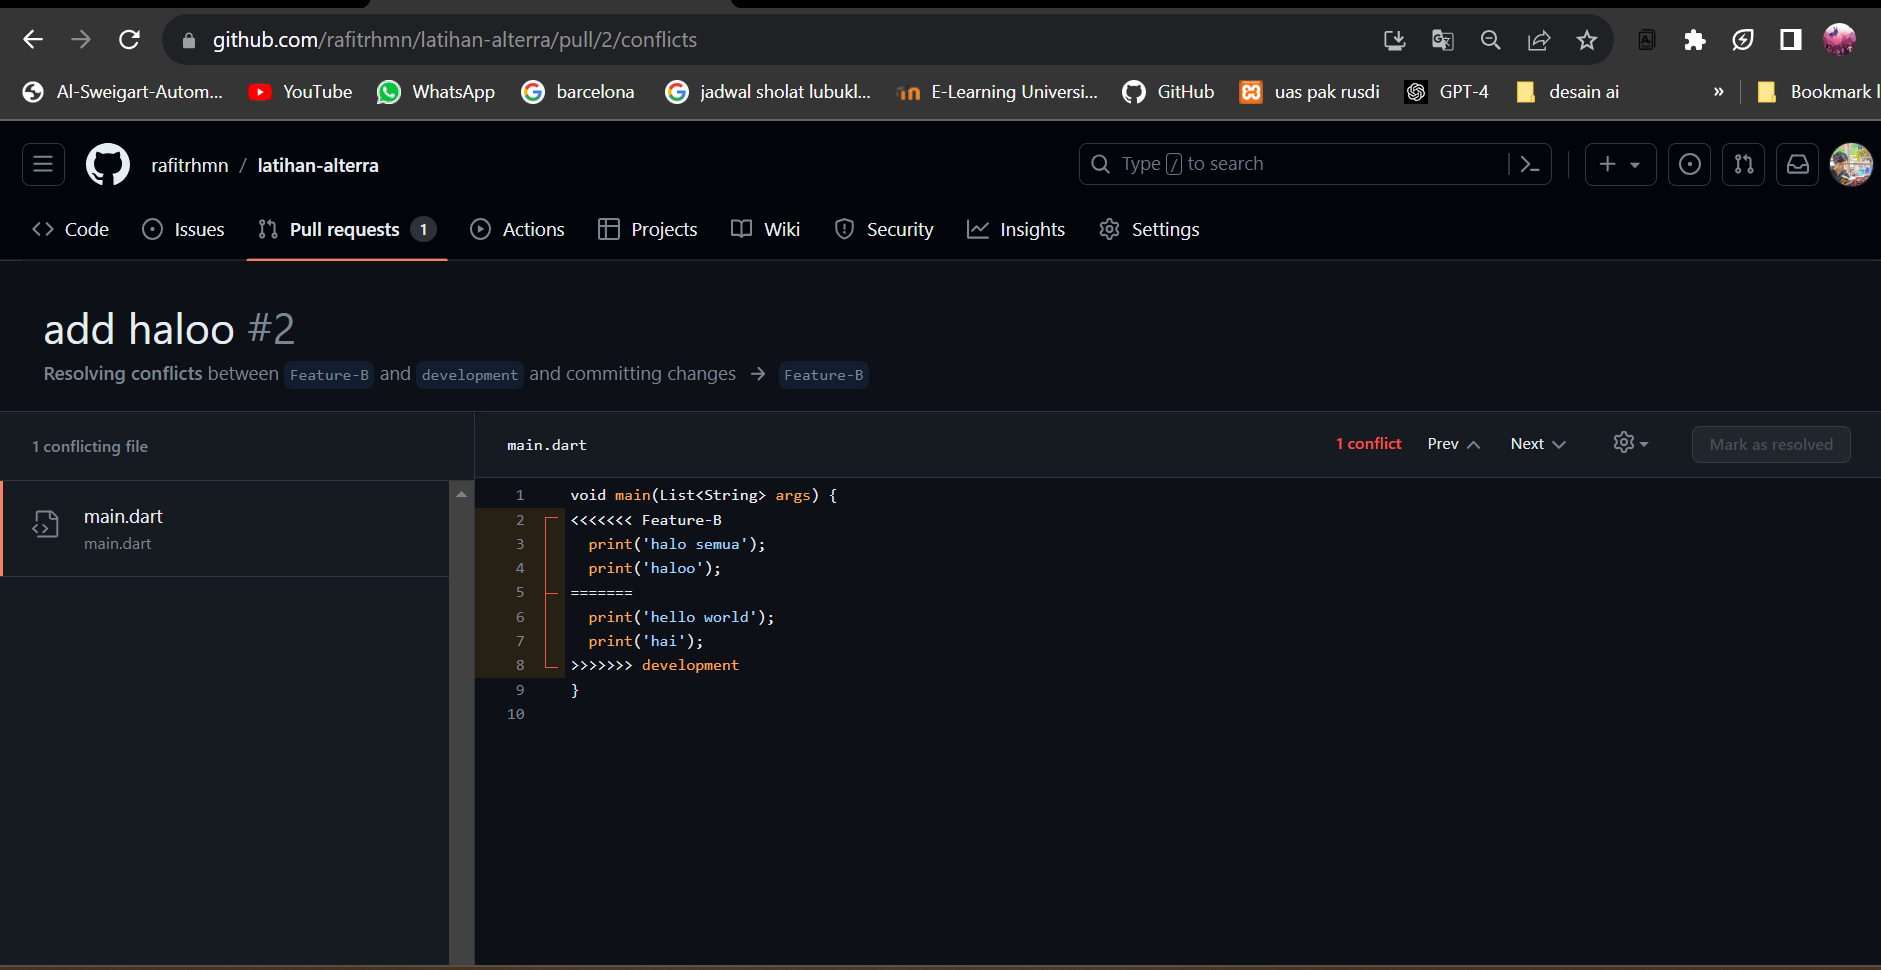 github.com/rafitrhmn/latihan-alterra/pull/2/conflicts
Al-Sweigart-Autom... YouTube WhatsApp barcelona jadwal sholat lubukl... E-Learning Universi... GitHub uas pak rusdi GPT-4 desain ai » Bookmark l
rafitrhmn / latihan-alterra
Type / to search
Code Issues Pull requests 1 Actions Projects Wiki Security Insights Settings
add haloo #2
Resolving conflicts between Feature-B and development and committing changes → Feature-B
1 conflicting file
main.dart
main.dart
main.dart
1 conflict Prev Next Mark as resolved
1 void main(List<String> args) {
2 <<<<<<< Feature-B
3 print('halo semua');
4 print('haloo');
5 =======
6 print('hello world');
7 print('hai');
8 >>>>>>> development
9 }
10